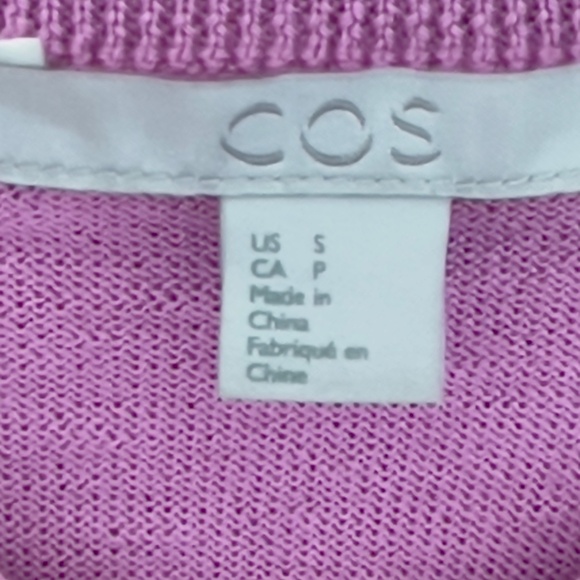 COS
US S
CA P
Made in
China
Fabriqué en
Chine